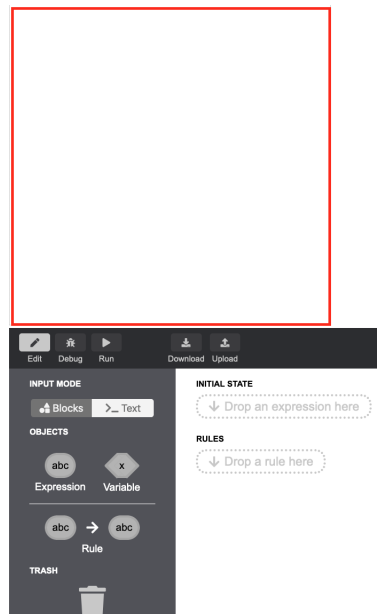 Edit Debug Run Download Upload
INPUT MODE
Blocks >_ Text
OBJECTS
abc x
Expression Variable
abc → abc
Rule
TRASH
INITIAL STATE
Drop an expression here
RULES
Drop a rule here